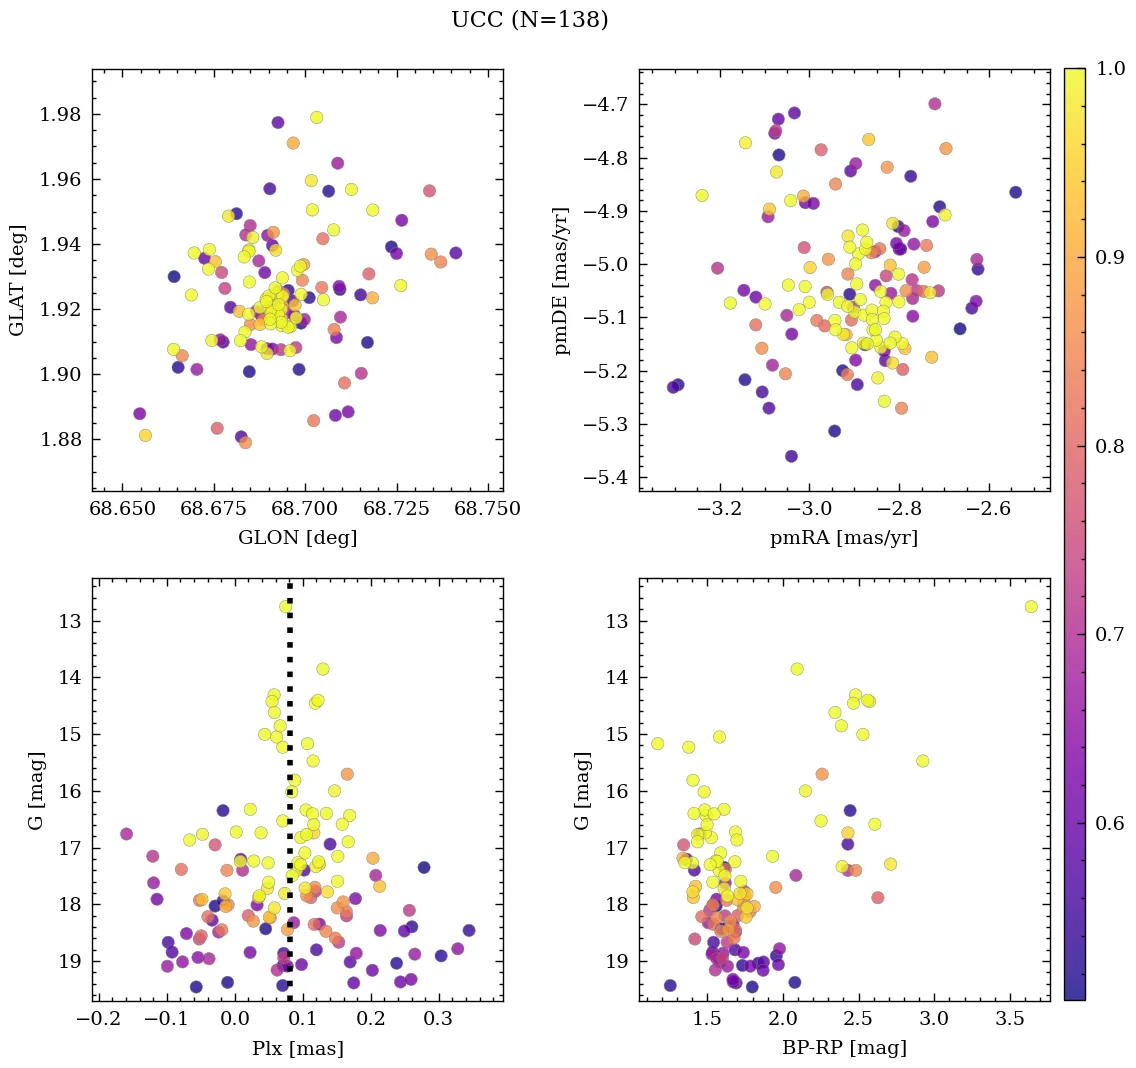 UCC (N=138)
1.98
1.96
1.94
1.92
1.90
1.88
GLAT [deg]
68.650 68.675 68.700 68.725 68.750
GLON [deg]
−4.7
−4.8
−4.9
−5.0
−5.1
−5.2
−5.3
−5.4
pmDE [mas/yr]
−3.2 −3.0 −2.8 −2.6
pmRA [mas/yr]
1.0
0.9
0.8
0.7
0.6
13
14
15
16
17
18
19
G [mag]
−0.2 −0.1 0.0 0.1 0.2 0.3
Plx [mas]
13
14
15
16
17
18
19
G [mag]
1.5 2.0 2.5 3.0 3.5
BP-RP [mag]